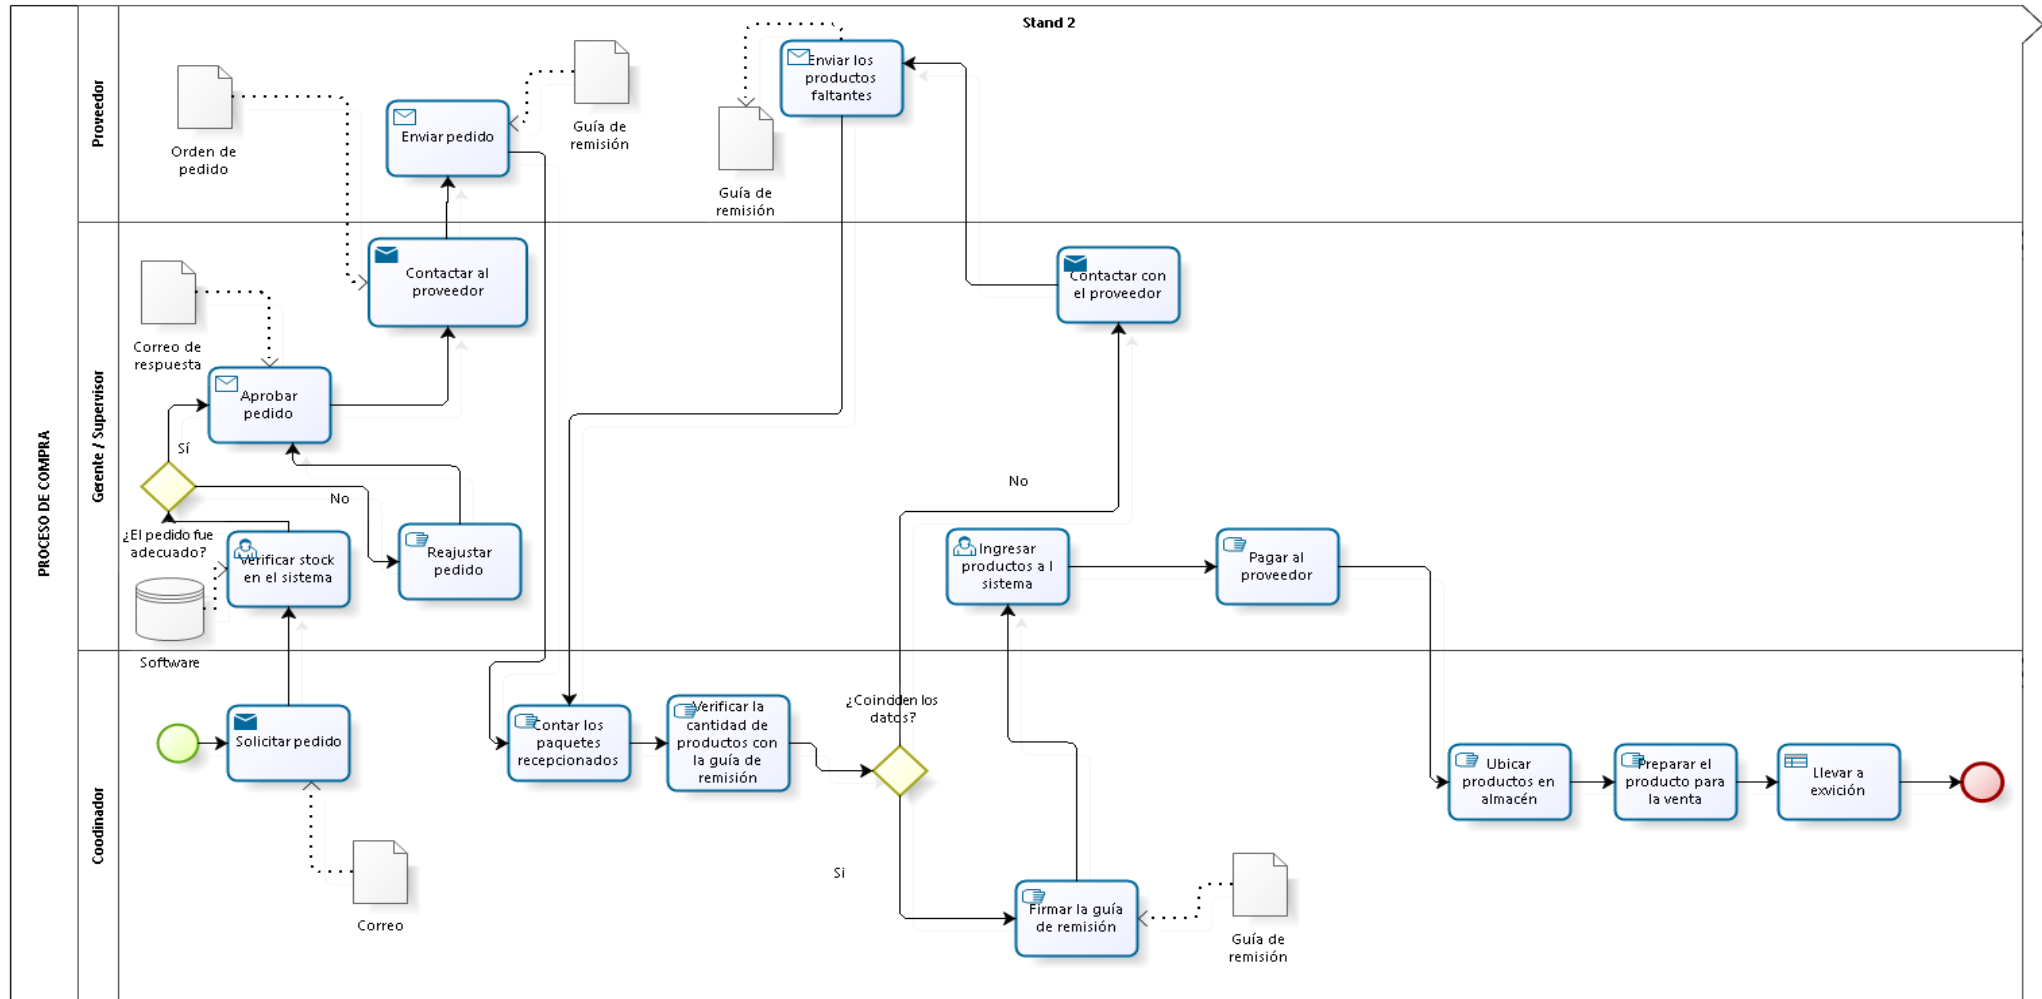 Stand 2
PROCESO DE COMPRA
Proveedor
Orden de
pedido
Enviar pedido
Guía de
remisión
Enviar los
productos
faltantes
Guía de
remisión
Gerente / Supervisor
Correo de
respuesta
Contactar al
proveedor
Contactar con
el proveedor
Aprobar
pedido
Sí
No
¿El pedido fue
adecuado?
Verificar stock
en el sistema
Reajustar
pedido
Software
No
Ingresar
productos a l
sistema
Pagar al
proveedor
Coodinador
Solicitar pedido
Correo
Contar los
paquetes
recepcionados
Verificar la
cantidad de
productos con
la guía de
remisión
¿Coinciden los
datos?
Si
Firmar la guía
de remisión
Guía de
remisión
Ubicar
productos en
almacén
Preparar el
producto para
la venta
Llevar a
exvición